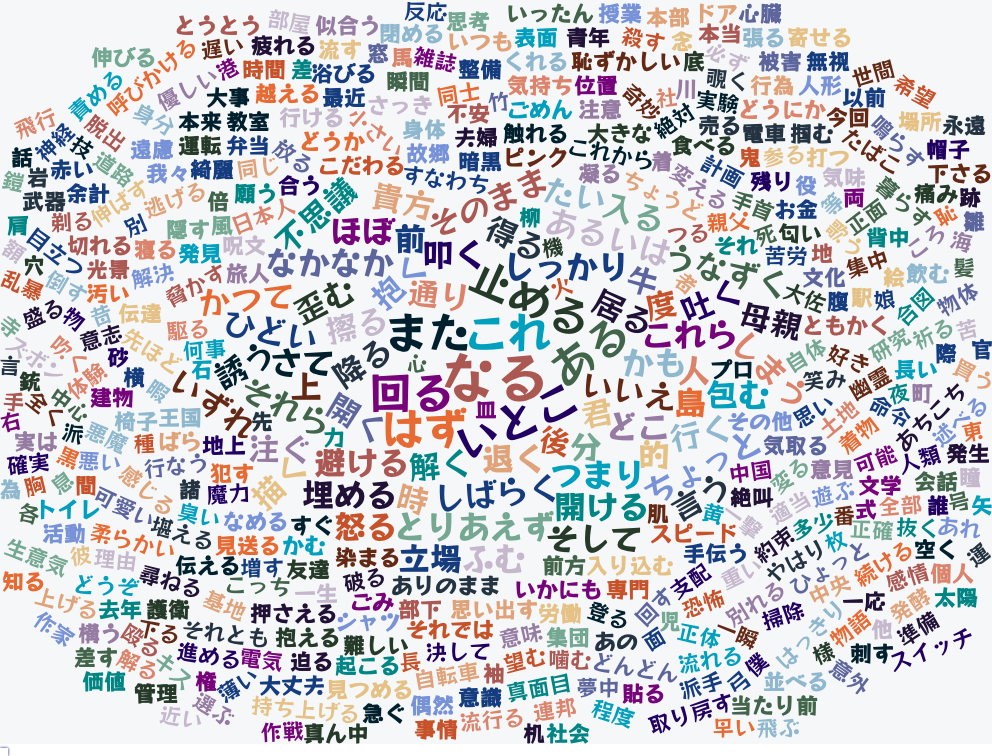 反応
とうとう 部屋 似合う 閉める 思考 いったん 授業 本部 ドア 心臓
伸びる 呼びかける 遅い 疲れる 流す 窓 馬 雑誌 いつも 表面 青年 殺す 念 本当 張る 寄せる
責める 優しい 港 時間 差 浴びる 瞬間 整備 くれる 恥ずかしい 底 必ず 被害 無視
大事 越える 最近 さっき 同士 竹 気持ち 位置 奇妙 社 川 覗く 行為 人形 以前 世間 希望
飛行 神経 技 脱出 身分 本来 教室 行ける 身体 不安 ごめん 注意 絶対 実験 どうにか 今回 鳴らす 場所 永遠
話 赤い 道路 遠慮 運転 弁当 放る どうか 故郷 夫婦 触れる 大きな これから 売る 食べる 電車 掴む たばこ 帽子
鎧 岩 我々 綺麗 同じ こだわる 暗黒 ピンク 着 変える 計画 鬼 参る 打つ 気味 下さる
武器 余計 伸ばす 逃げる 倍 願う 合う 不思議 貴方 すなわち そのまま 凝る ちょうど 手首 残り お金 役 両 暮らす 痛み 跡
肩 剃る 別 隠す 風 日本人 ほぼ 前 叩く 得る 柳 たい 入る つる 親父 それ 死 匂い 正面 背中 恥 雛
目立つ 切れる 寝る 発見 呪文 なかなか 機 あるいは うなずく 苦労 地 集中 ころ 海
穴 光景 解決 脅かす 旅人 抱く 通り 止める しっかり 牛 文化 絵 飲む 髪
乱暴 倒す 汚い 昔 伝達 かつて 歪む 火 居る 度 吐く 大佐 腹 駅 娘 合図 物体
盛る 物 意志 先ほど 駆る ひどい 擦る また これ ある これら 母親 ともかく 研究 祈る 苦
ズボン 吹く 砂 何事 石 誘う さて 降る 心 かも 人 プロ 自体 好き 際 官
言 銃 体験 横 いずれ 上 回る なる いいえ 島 包む まつ 笑み 幽霊 長い 買う
手 全く 中心 建物 椅子 王国 それら 開く 皿 いとこ 君 どこ その他 思い 夜 町 命令 あちこち
右 派 悪魔 種 ばら 地上 先 力 はず 後 分 行く 気取る 土地 着物 述べる 東
実は 黒 悪い 行なう 犯す 注ぐ 避ける 解く 退く つまり 的 ちょっと 中国 変る 意見 可能 人類 発生
確実 胸 息 間 感じる 諸 魔力 描く 埋める 時 しばらく 開ける 言う 絶叫 適当 遊ぶ 文学 会話 瞳
為 各 トイレ 可愛い 堪える 臭い なめる すぐ 怒る とりあえず そして 肌 黄 番 式 全部 誰 号 矢
活動 柔らかい 見送る かむ スピード 約束 多少 枚 正確 抜く あれ
生意気 彼 理由 伝える 増す 友達 染まる 立場 ふむ 前方 入り込む 手伝う 重い やはり ひょっと 続ける 空く 運
知る どうぞ 尋ねる こっち 一生 破る ありのまま いかにも 専門 支配 中央 感情 個人
上げる 去年 護衛 基地 押さえる シャツ ごみ 部下 思い出す 労働 登る 回す 恐怖 別れる 掃除 一応 発酵 太陽
作家 横う 殴る 下る それとも 抱える 難しい それでは 意味 集団 あの 面 児 正体 一瞬 はっきり 物語 他 準備
差す 解る キス 進める 電気 迫る 起こる 長 決して 望む 噛む どんどん 流れる 僕 様 刺す スイッチ
価値 権 薄い 大丈夫 見つめる 自転車 袖 真面目 夢中 貼る 派手 弓 並べる 意外
管理 選ぶ 持ち上げる 急ぐ 偶然 意識 連邦 程度 取り戻す 当たり前
近い 作戦 真ん中 事情 流行る 机 社会 早い 飛ぶ